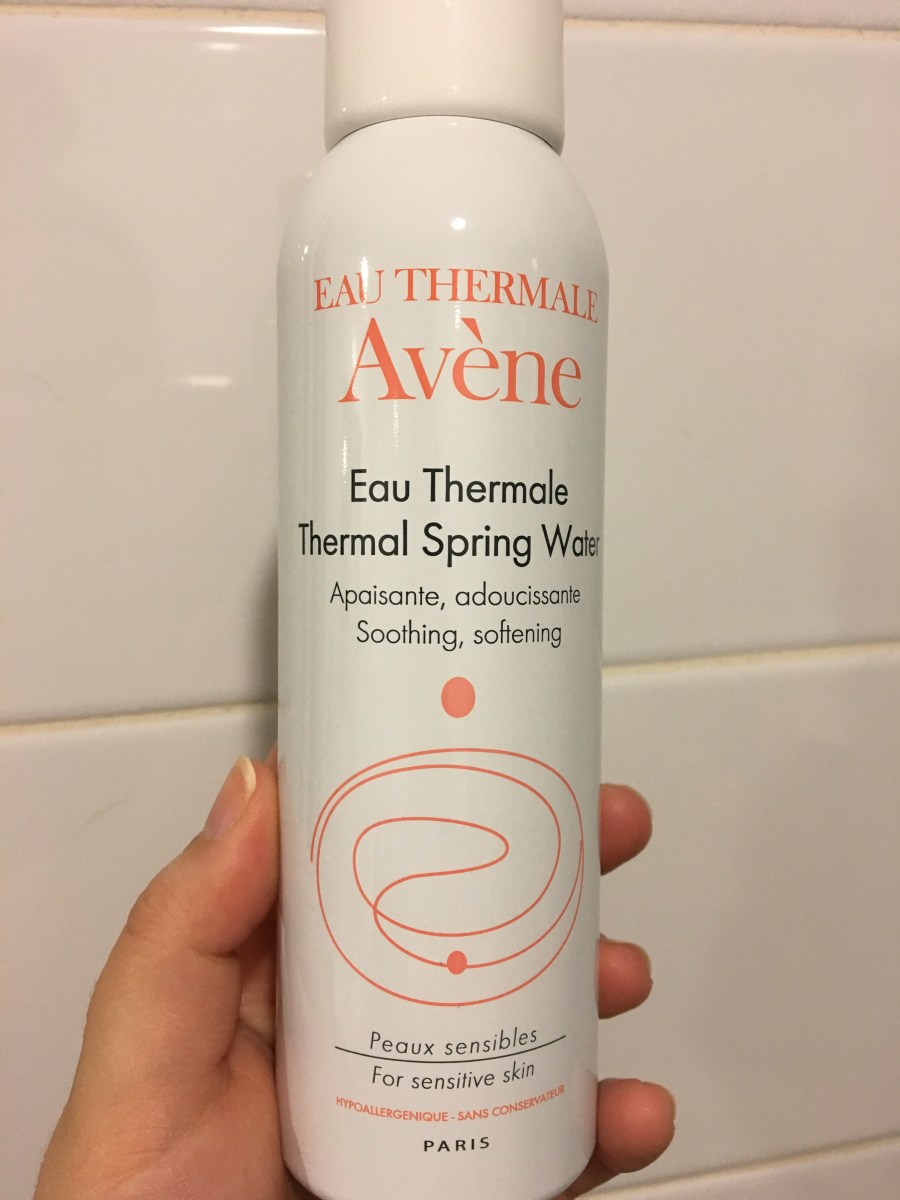 EAU THERMALE
Avène
Eau Thermale
Thermal Spring Water
Apaisante, adoucissante
Soothing, softening
Peaux sensibles
For sensitive skin
HYPOALLERGENIQUE - SANS CONSERVATEUR
PARIS